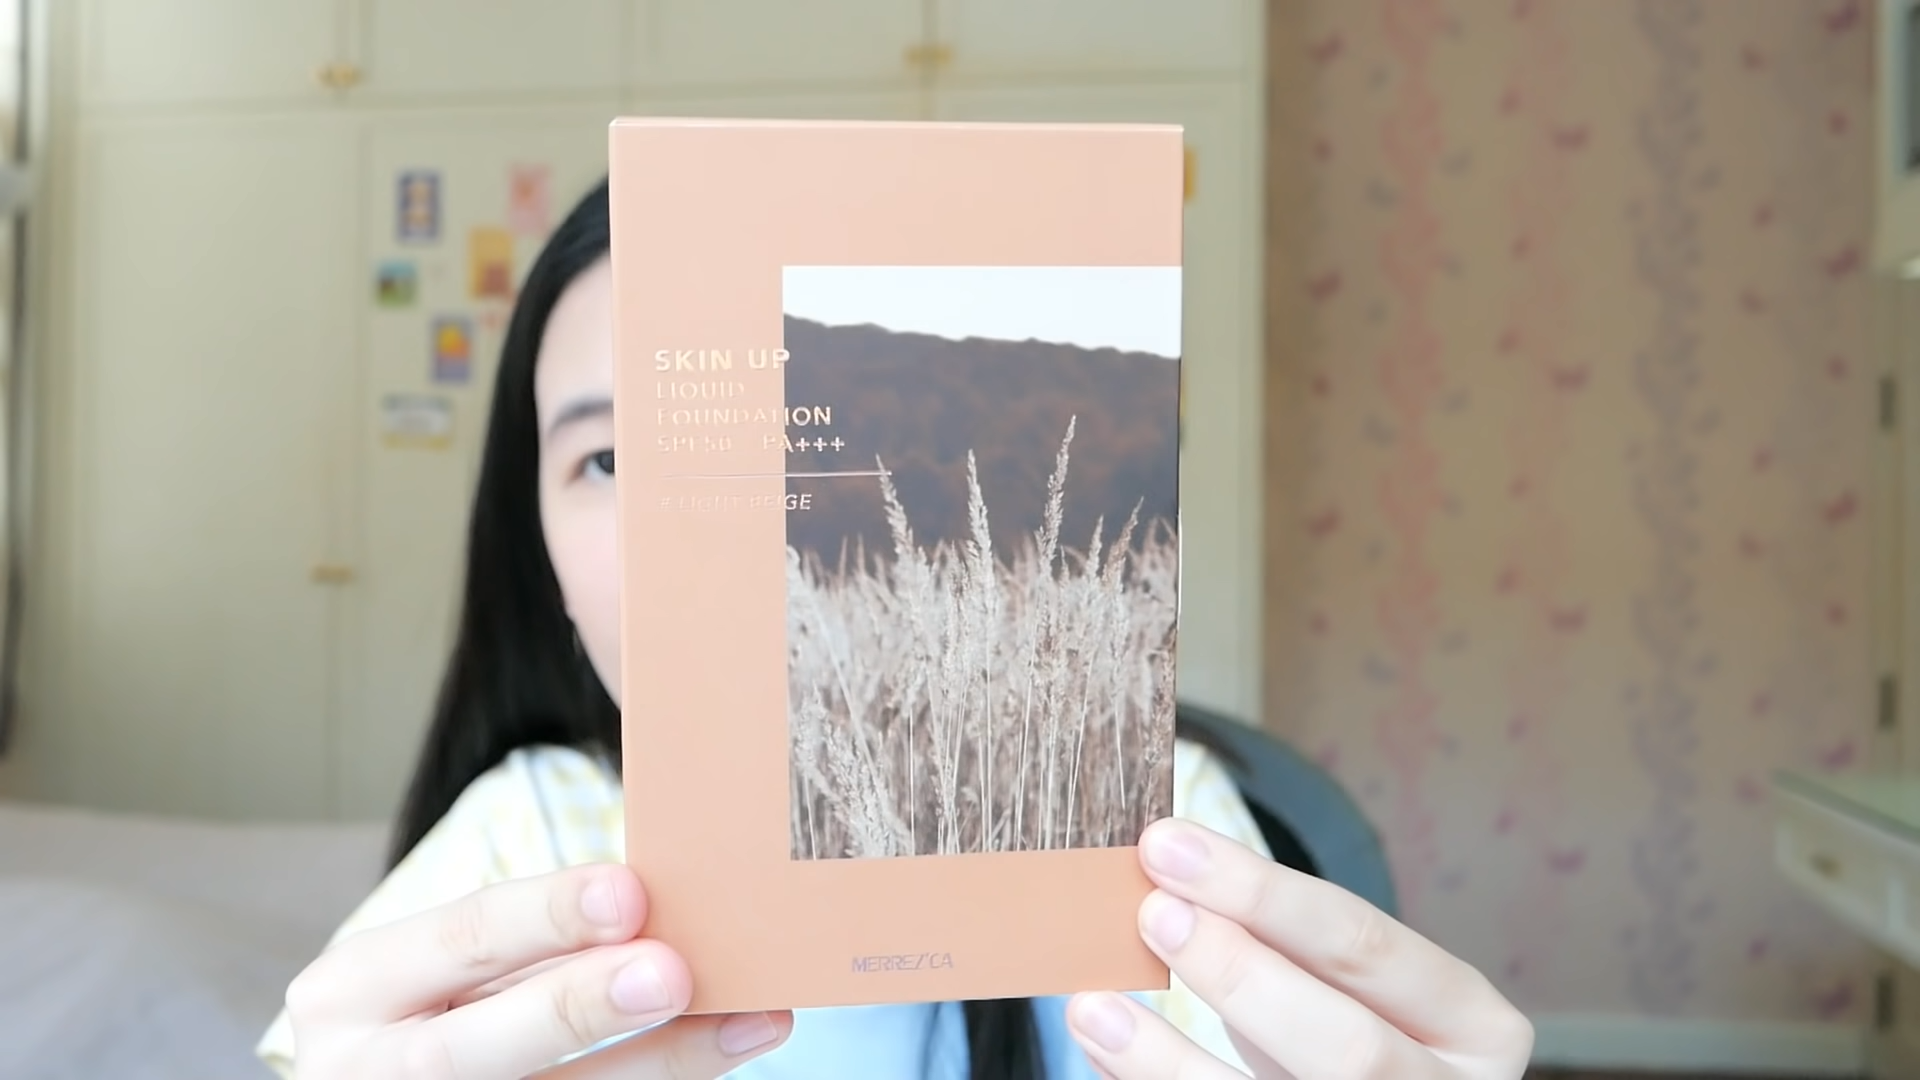 SKIN UP
LIQUID
FOUNDATION
SPF50 PA+++
# LIGHT BEIGE
MERREZ'CA